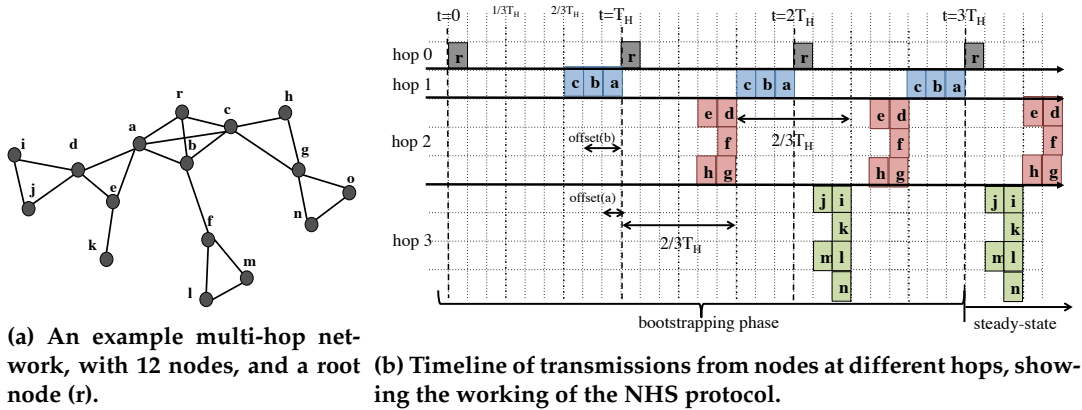 t=0 1/3T_H 2/3T_H t=T_H t=2T_H t=3T_H
hop 0 r r r r
hop 1 c b a c b a c b a
hop 2
e d e d e d
f f f
h g h g h g
offset(b)
2/3T_H
hop 3
offset(a)
2/3T_H
j i j i
k k
m l m l
n n
bootstrapping phase
steady-state
r
c
h
a
i
d
b
g
j
e
o
n
k
f
m
l
(a) An example multi-hop net-
work, with 12 nodes, and a root
node (r).
(b) Timeline of transmissions from nodes at different hops, show-
ing the working of the NHS protocol.